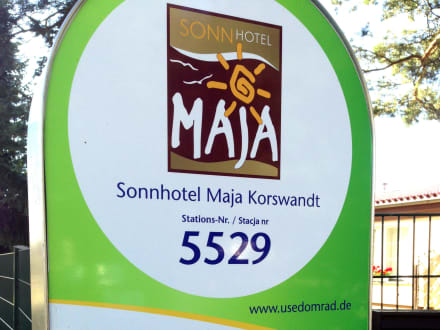 SONNHOTEL
MAJA
Sonnhotel Maja Korswandt
Stations-Nr. / Stacja nr
5529
www.usedomrad.de